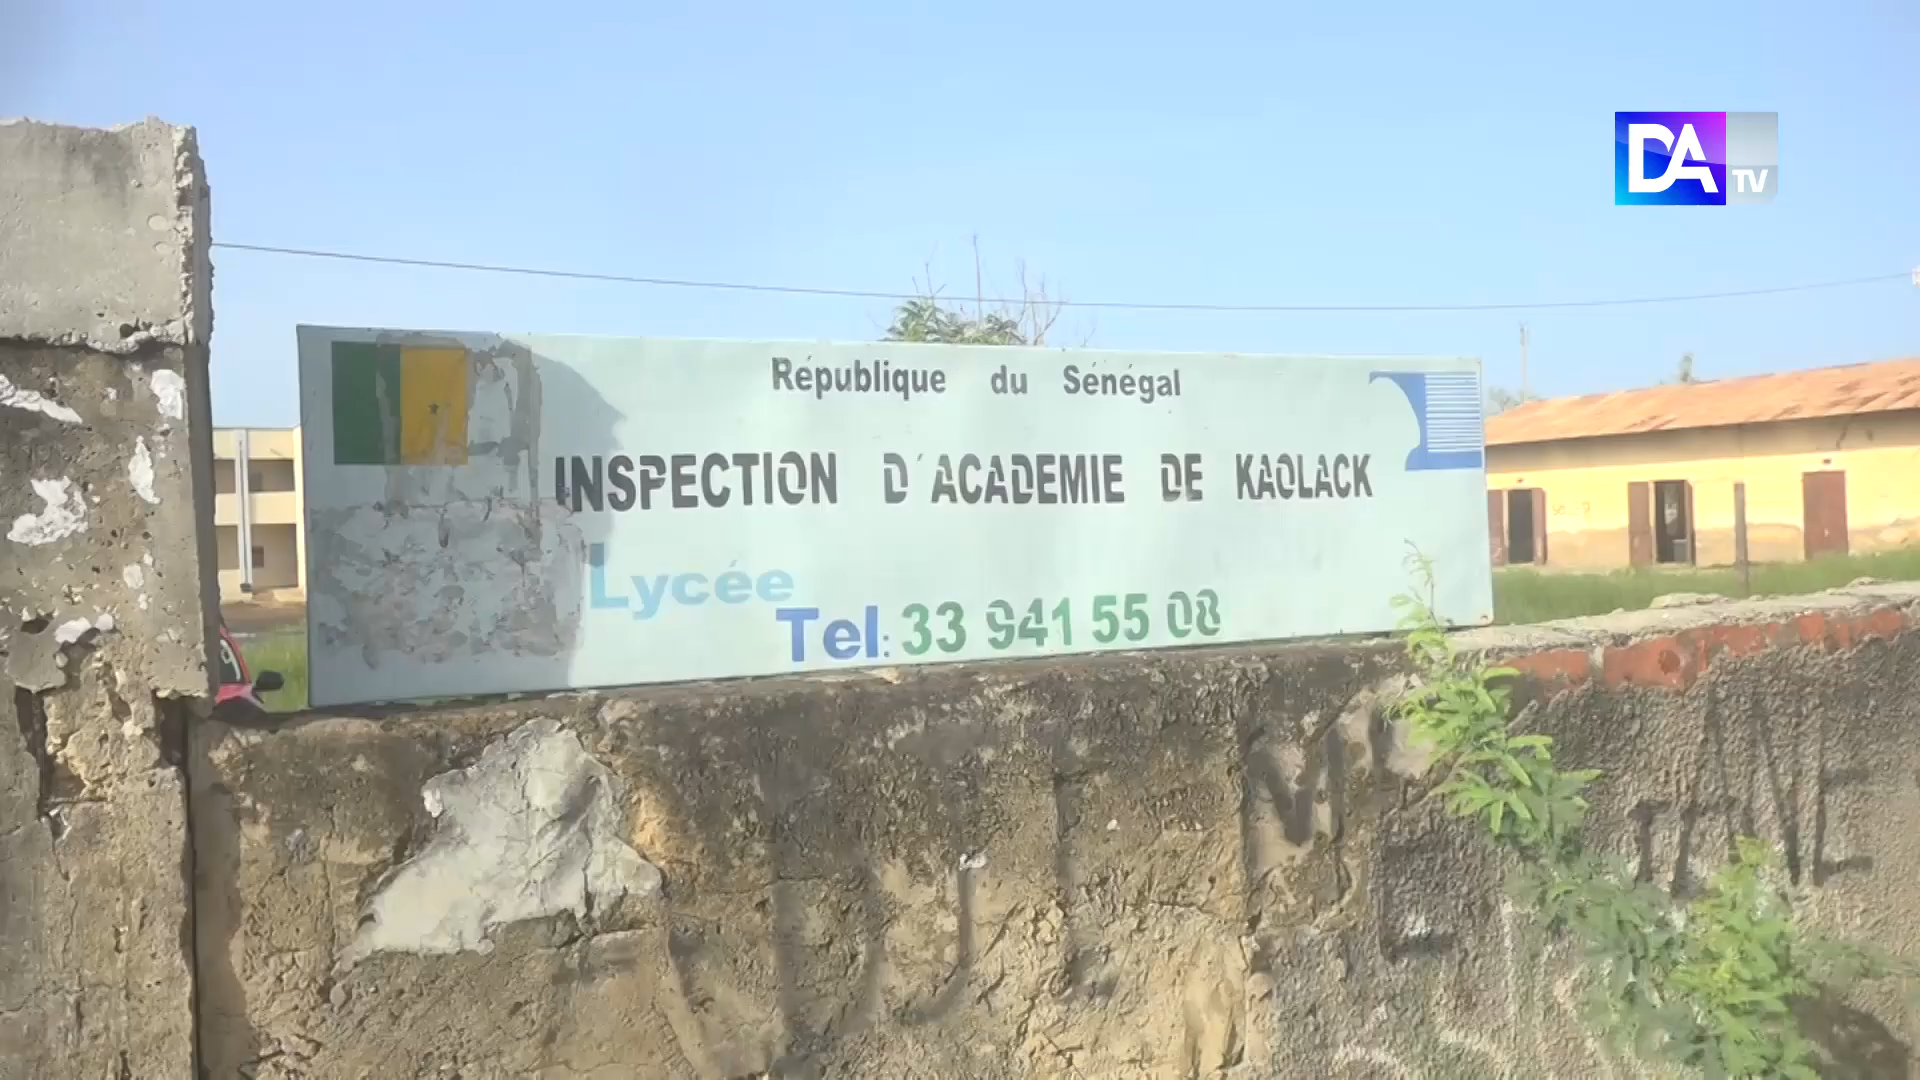 DA TV
République du Sénégal
INSPECTION D'ACADEMIE DE KAOLACK
Lycée
Tel: 33 941 55 08